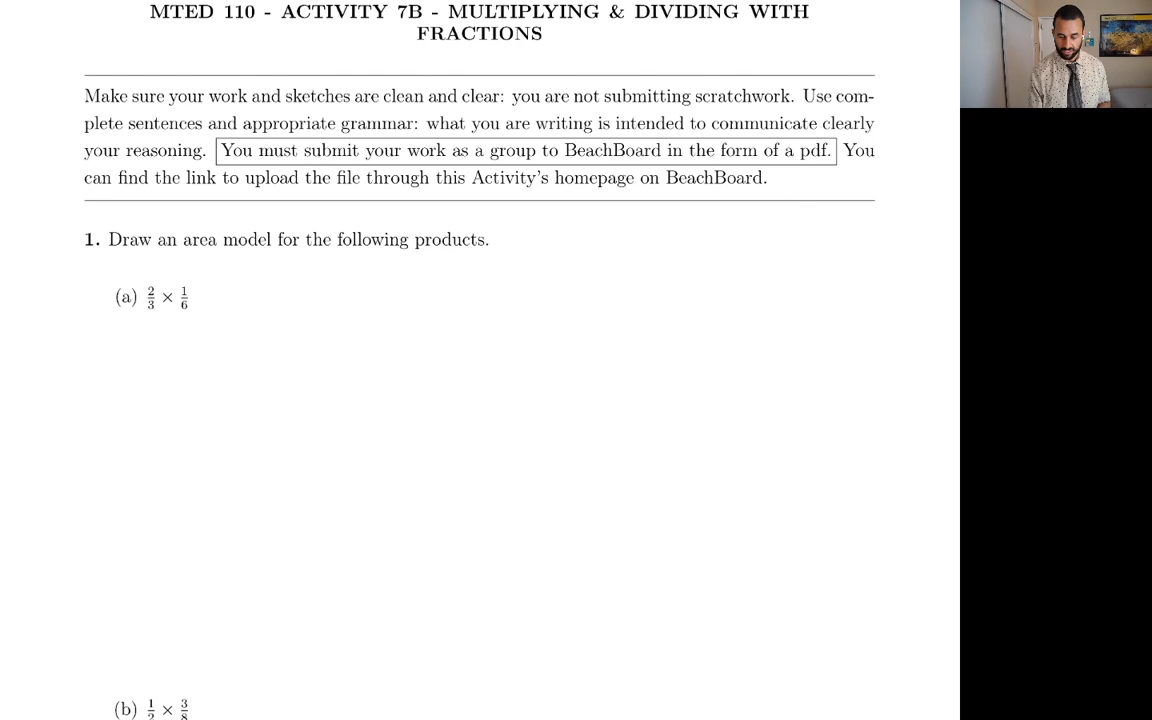 MTED 110 - ACTIVITY 7B - MULTIPLYING & DIVIDING WITH
FRACTIONS
Make sure your work and sketches are clean and clear: you are not submitting scratchwork. Use com-
plete sentences and appropriate grammar: what you are writing is intended to communicate clearly
your reasoning. You must submit your work as a group to BeachBoard in the form of a pdf. You
can find the link to upload the file through this Activity's homepage on BeachBoard.
1. Draw an area model for the following products.
(a) 2/3 × 1/6
(b) 1/2 × 3/8